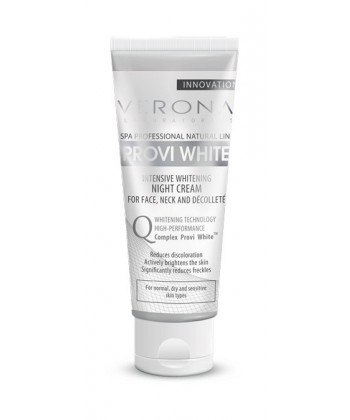 INNOVATION
VERONA
LABORATORIES
SPA PROFESSIONAL NATURAL LIN
PROVI WHITE
INTENSIVE WHITENING
NIGHT CREAM
FOR FACE, NECK AND DÉCOLLETÉ
Q WHITENING TECHNOLOGY
HIGH-PERFORMANCE
Complex Provi White™
Reduces discoloration
Actively brightens the skin
Significantly reduces freckles
For normal, dry and sensitive
skin types